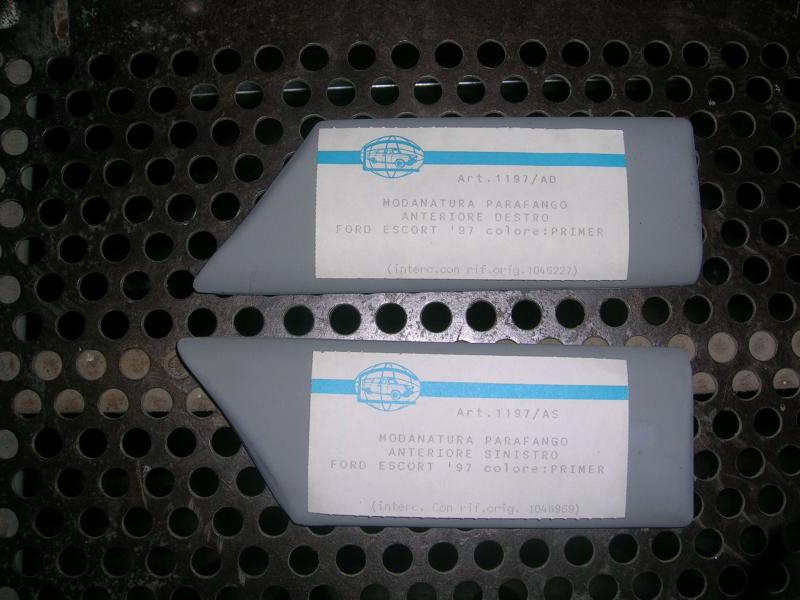 Art.1197/AD
MODANATURA PARAFANGO
ANTERIORE DESTRO
FORD ESCORT '97 colore:PRIMER
(interc.con rif.orig.1046227)
Art.1197/AS
MODANATURA PARAFANGO
ANTERIORE SINISTRO
FORD ESCORT '97 colore:PRIMER
(interc. Con rif.orig. 1046969)